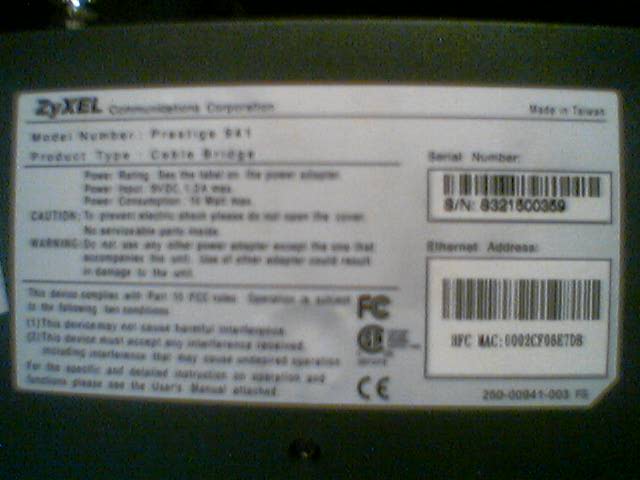 ZyXEL Communications Corporation
Made in Taiwan
Model Number: Prestige 941
Product Type: Cable Bridge
Power Rating: See the label on the power adapter.
Power Input: 9VDC 1.2A max.
Power Consumption: 10 Watt max.
CAUTION: To prevent electric shock please do not open the cover.
No serviceable parts inside.
WARNING: Do not use any other power adapter except the one that
accompanies the unit. Use of other adapter could result
in damage to the unit.
This device complies with Part 15 FCC rules. Operation is subject
to the following two conditions
(1)This device may not cause harmful interference.
(2)This device must accept any interference received,
including interference that may cause undesired operation
For the specific and detailed instruction on operation and
functions please see the User's Manual attached.
FC
CE
Serial Number:
S/N: S321500359
Ethernet Address:
HFC MAC:0002CF06E7DB
250-00941-003